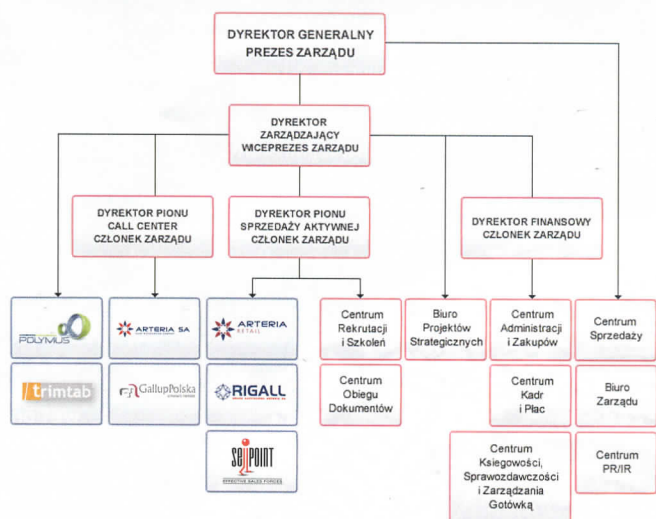 DYREKTOR GENERALNY
PREZES ZARZĄDU
DYREKTOR
ZARZĄDZAJĄCY
WICEPREZES ZARZĄDU
DYREKTOR PIONU
CALL CENTER
CZŁONEK ZARZĄDU
DYREKTOR PIONU
SPRZEDAŻY AKTYWNEJ
CZŁONEK ZARZĄDU
DYREKTOR FINANSOWY
CZŁONEK ZARZĄDU
POLYMUS
ARTERIA SA
ARTERIA
RETAIL
Centrum
Rekrutacji
i Szkoleń
Biuro
Projektów
Strategicznych
Centrum
Administracji
i Zakupów
Centrum
Sprzedaży
trimtab
GallupPolska
RIGALL
Centrum
Obiegu
Dokumentów
Centrum
Kadr
i Płac
Biuro
Zarządu
sellpoint
EFFECTIVE SALES FORCES
Centrum
Ksiegowości,
Sprawozdawczości
i Zarządzania
Gotówką
Centrum
PR/IR